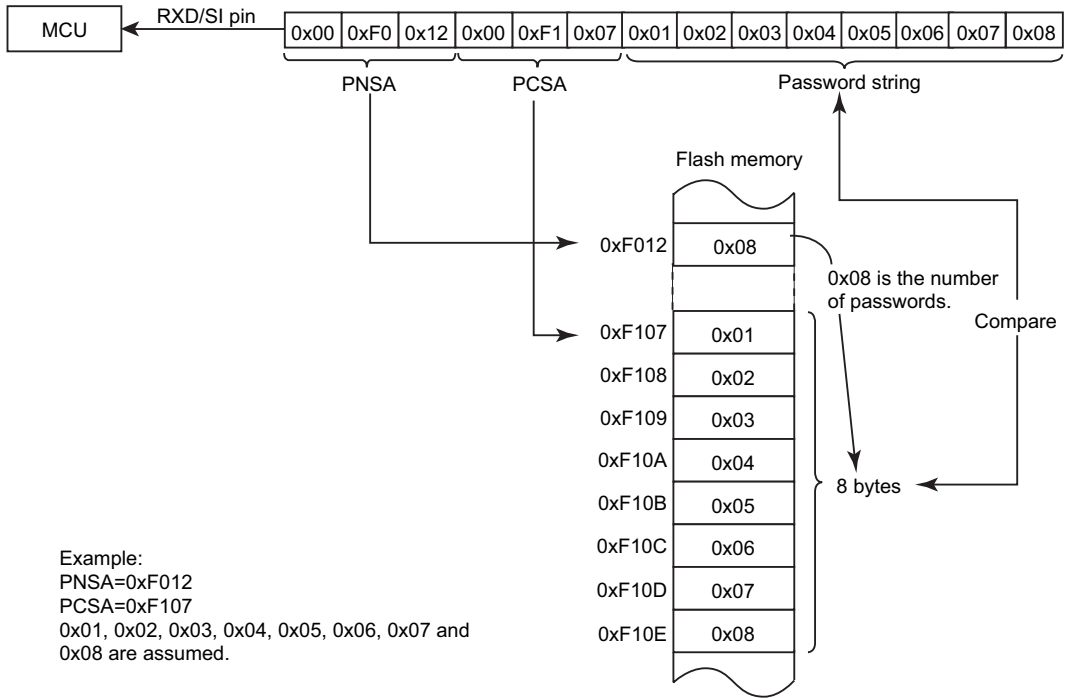 MCU
RXD/SI pin
0x00 0xF0 0x12 0x00 0xF1 0x07 0x01 0x02 0x03 0x04 0x05 0x06 0x07 0x08
PNSA
PCSA
Password string
Flash memory
0xF012 0x08
0x08 is the number
of passwords.
Compare
0xF107 0x01
0xF108 0x02
0xF109 0x03
0xF10A 0x04
8 bytes
0xF10B 0x05
0xF10C 0x06
0xF10D 0x07
0xF10E 0x08
Example:
PNSA=0xF012
PCSA=0xF107
0x01, 0x02, 0x03, 0x04, 0x05, 0x06, 0x07 and
0x08 are assumed.